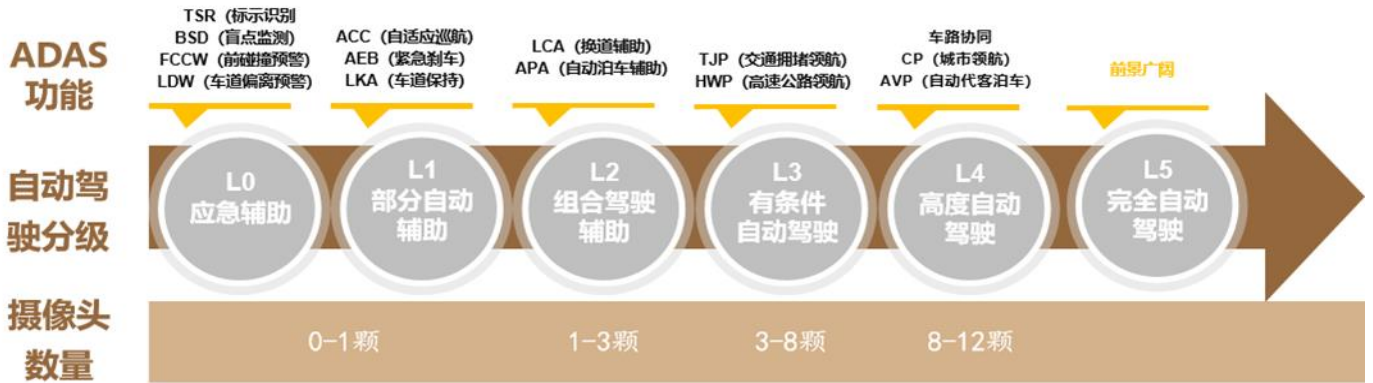 ADAS
功能
TSR（标示识别
BSD（盲点监测）
FCCW（前碰撞预警）
LDW（车道偏离预警）
ACC（自适应巡航）
AEB（紧急刹车）
LKA（车道保持）
LCA（换道辅助）
APA（自动泊车辅助）
TJP（交通拥堵领航）
HWP（高速公路领航）
车路协同
CP（城市领航）
AVP（自动代客泊车）
前景广阔
自动驾
驶分级
L0
应急辅助
L1
部分自动
辅助
L2
组合驾驶
辅助
L3
有条件
自动驾驶
L4
高度自动
驾驶
L5
完全自动
驾驶
摄像头
数量
0-1颗
1-3颗
3-8颗
8-12颗